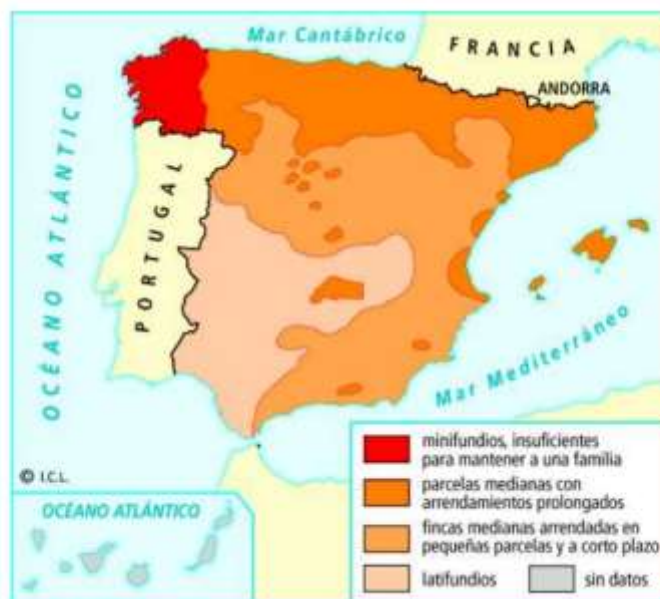 Mar Cantábrico
FRANCIA
ANDORRA
OCÉANO ATLÁNTICO
PORTUGAL
Mar Mediterráneo
© I.C.L.
OCÉANO ATLÁNTICO
minifundios, insuficientes
para mantener a una familia
parcelas medianas con
arrendamientos prolongados
fincas medianas arrendadas en
pequeñas parcelas y a corto plazo
latifundios
sin datos